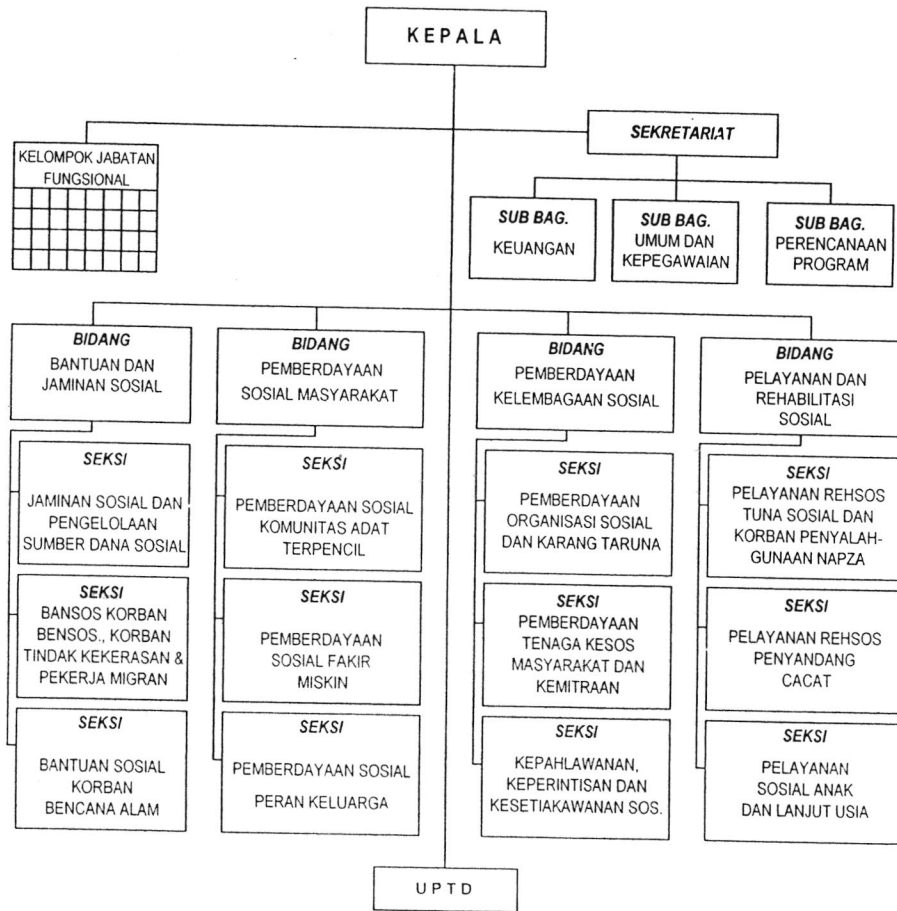 KEPALA
SEKRETARIAT
KELOMPOK JABATAN
FUNGSIONAL
SUB BAG.
KEUANGAN
SUB BAG.
UMUM DAN
KEPEGAWAIAN
SUB BAG.
PERENCANAAN
PROGRAM
BIDANG
BANTUAN DAN
JAMINAN SOSIAL
BIDANG
PEMBERDAYAAN
SOSIAL MASYARAKAT
BIDANG
PEMBERDAYAAN
KELEMBAGAAN SOSIAL
BIDANG
PELAYANAN DAN
REHABILITASI
SOSIAL
SEKSI
JAMINAN SOSIAL DAN
PENGELOLAAN
SUMBER DANA SOSIAL
SEKSI
PEMBERDAYAAN SOSIAL
KOMUNITAS ADAT
TERPENCIL
SEKSI
PEMBERDAYAAN
ORGANISASI SOSIAL
DAN KARANG TARUNA
SEKSI
PELAYANAN REHSOS
TUNA SOSIAL DAN
KORBAN PENYALAH-
GUNAAN NAPZA
SEKSI
BANSOS KORBAN
BENSOS., KORBAN
TINDAK KEKERASAN &
PEKERJA MIGRAN
SEKSI
PEMBERDAYAAN
SOSIAL FAKIR
MISKIN
SEKSI
PEMBERDAYAAN
TENAGA KESOS
MASYARAKAT DAN
KEMITRAAN
SEKSI
PELAYANAN REHSOS
PENYANDANG
CACAT
SEKSI
BANTUAN SOSIAL
KORBAN
BENCANA ALAM
SEKSI
PEMBERDAYAAN SOSIAL
PERAN KELUARGA
SEKSI
KEPAHLAWANAN,
KEPERINTISAN DAN
KESETIAKAWANAN SOS.
SEKSI
PELAYANAN
SOSIAL ANAK
DAN LANJUT USIA
UPTD